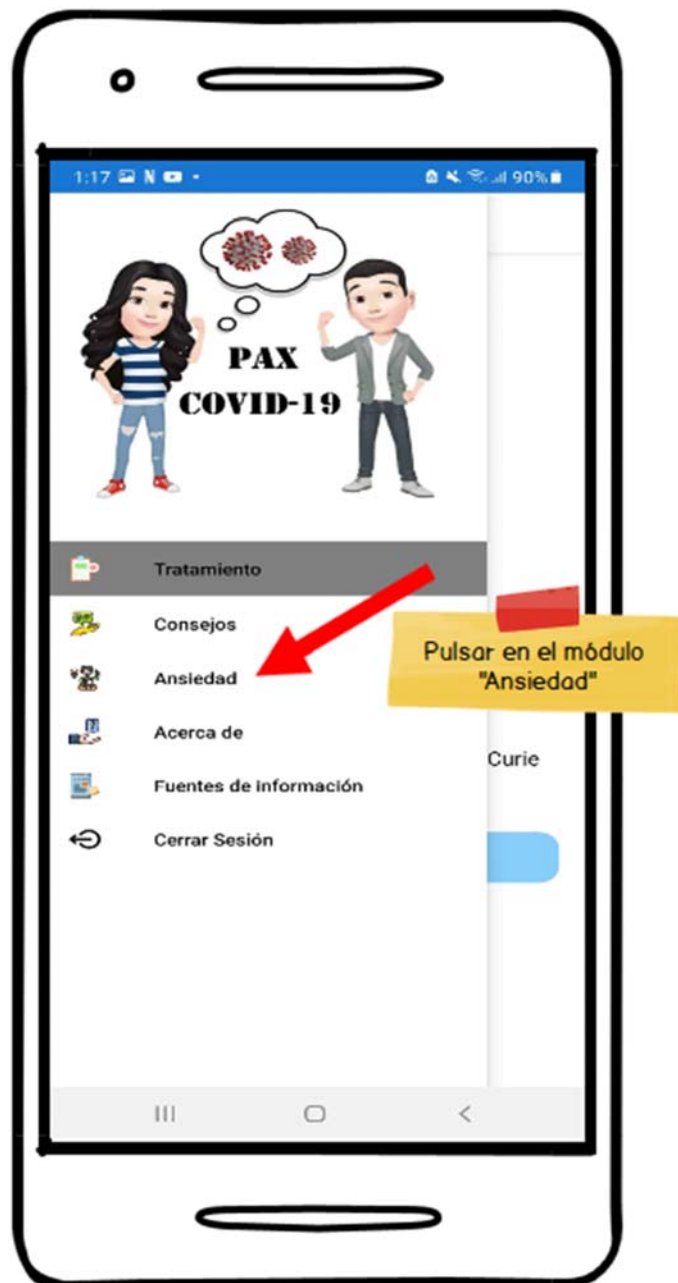 1:17 90%
PAX
COVID-19
Tratamiento
Consejos
Ansiedad
Pulsar en el módulo
"Ansiedad"
Acerca de
Curie
Fuentes de información
Cerrar Sesión